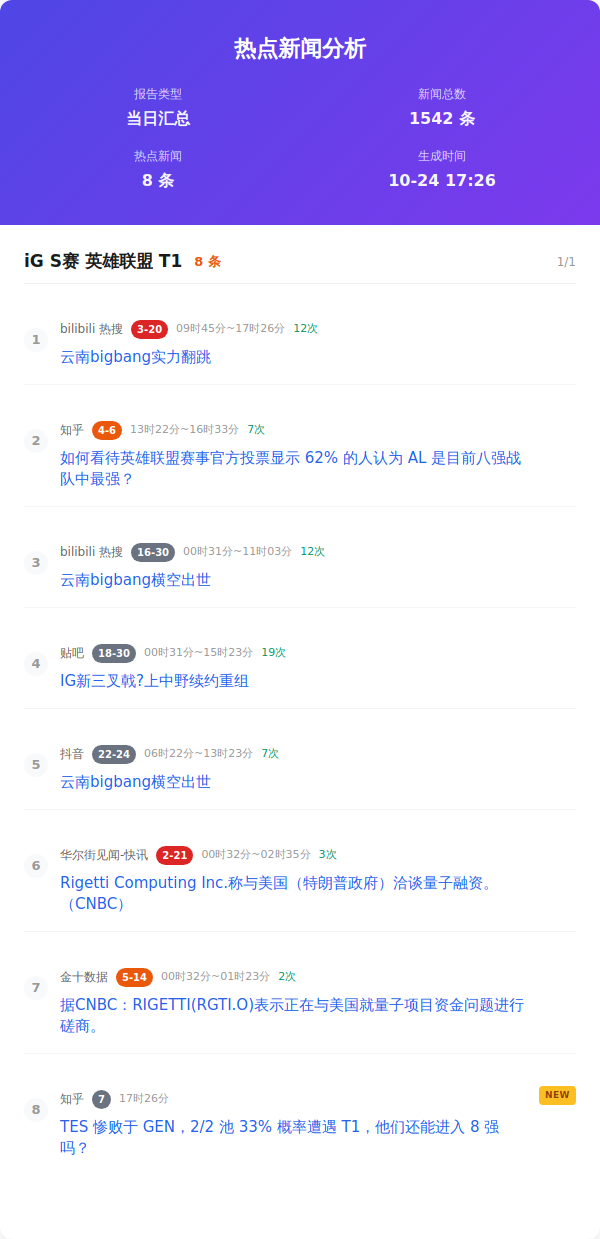 热点新闻分析
报告类型
新闻总数
当日汇总
1542 条
热点新闻
生成时间
8 条
10-24 17:26
iG S赛 英雄联盟 T1 8 条 1/1
1 bilibili 热搜 3-20 09时45分~17时26分 12次
云南bigbang实力翻跳
2 知乎 4-6 13时22分~16时33分 7次
如何看待英雄联盟赛事官方投票显示 62% 的人认为 AL 是目前八强战
队中最强？
3 bilibili 热搜 16-30 00时31分~11时03分 12次
云南bigbang横空出世
4 贴吧 18-30 00时31分~15时23分 19次
IG新三叉戟?上中野续约重组
5 抖音 22-24 06时22分~13时23分 7次
云南bigbang横空出世
6 华尔街见闻-快讯 2-21 00时32分~02时35分 3次
Rigetti Computing Inc.称与美国（特朗普政府）洽谈量子融资。
（CNBC）
7 金十数据 5-14 00时32分~01时23分 2次
据CNBC：RIGETTI(RGTI.O)表示正在与美国就量子项目资金问题进行
磋商。
8 知乎 7 17时26分 NEW
TES 惨败于 GEN，2/2 池 33% 概率遭遇 T1，他们还能进入 8 强
吗？